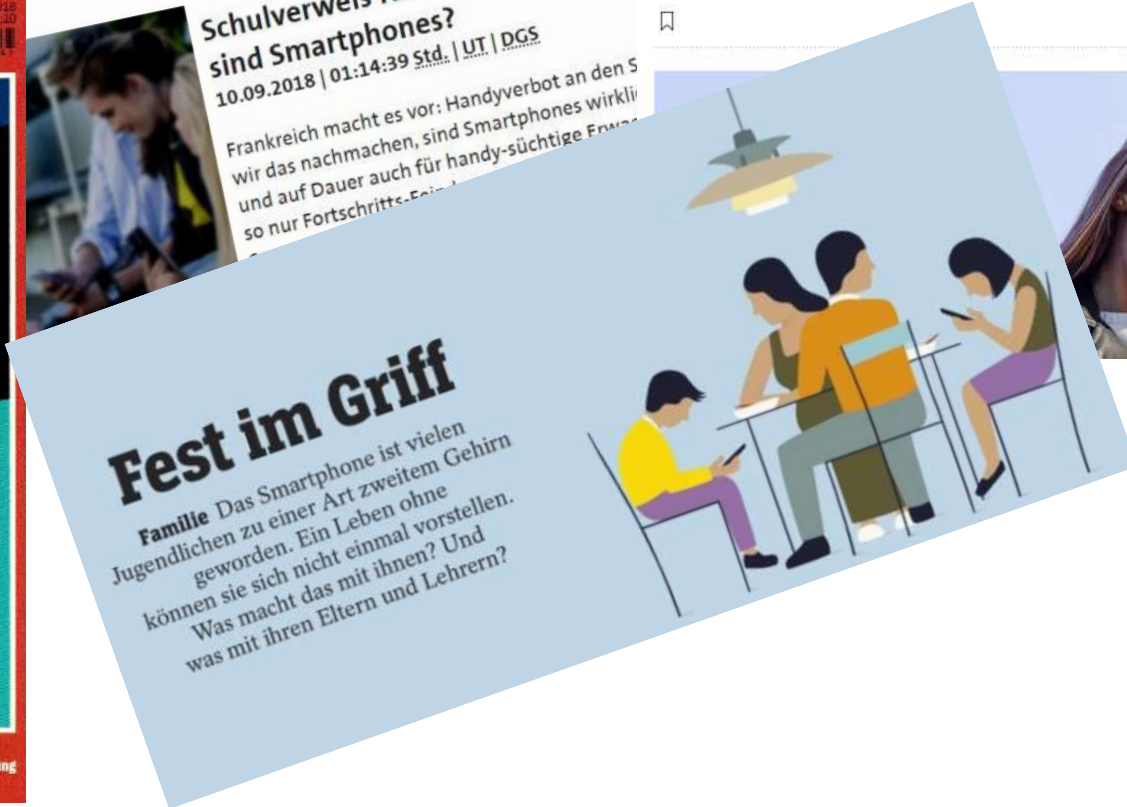 Schulverweis
sind Smartphones?
10.09.2018 | 01:14:39 Std. | UT | DGS
Frankreich macht es vor: Handyverbot an den
wir das nachmachen, sind Smartphones
und auf Dauer auch für handy-süchtige
so nur Fortschritts-
Fest im Griff
Familie Das Smartphone ist vielen
Jugendlichen zu einer Art zweitem Gehirn
geworden. Ein Leben ohne
können sie sich nicht einmal vorstellen.
Was macht das mit ihnen? Und
was mit ihren Eltern und Lehrern?